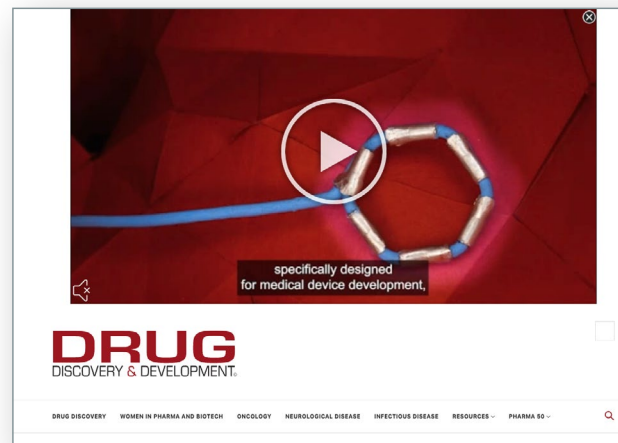 specifically designed
for medical device development,
DRUG
DISCOVERY & DEVELOPMENT®
DRUG DISCOVERY WOMEN IN PHARMA AND BIOTECH ONCOLOGY NEUROLOGICAL DISEASE INFECTIOUS DISEASE RESOURCES PHARMA 50